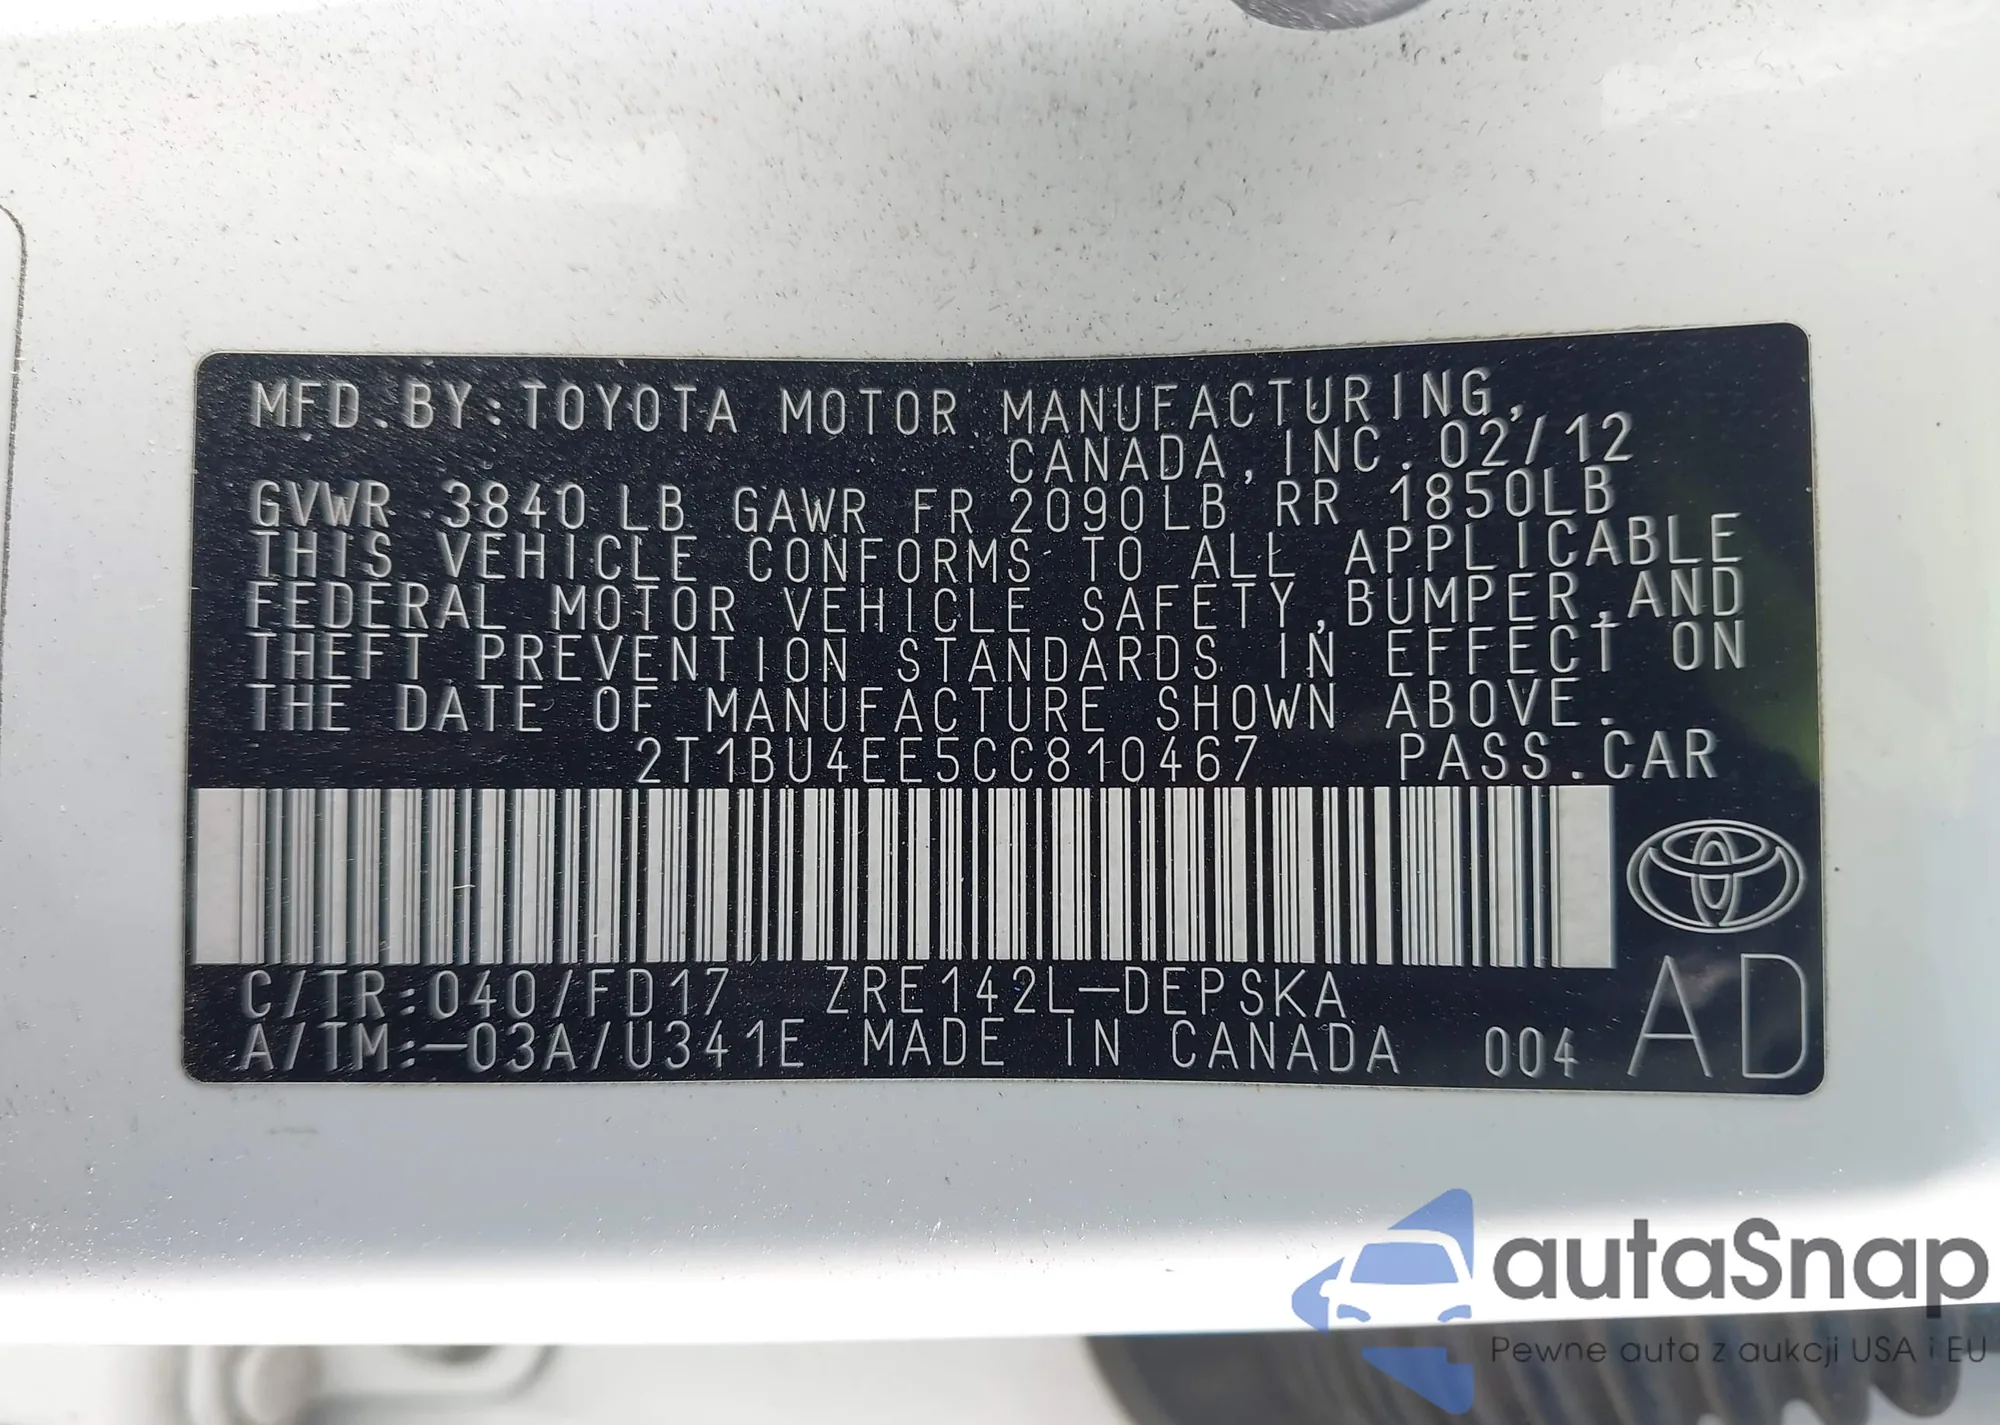 MFD.BY:TOYOTA MOTOR MANUFACTURING,
CANADA,INC. 02/12
GVWR 3840 LB GAWR FR 2090LB RR 1850LB
THIS VEHICLE CONFORMS TO ALL APPLICABLE
FEDERAL MOTOR VEHICLE SAFETY,BUMPER,AND
THEFT PREVENTION STANDARDS IN EFFECT ON
THE DATE OF MANUFACTURE SHOWN ABOVE.
2T1BU4EE5CC810467 PASS.CAR
C/TR:040/FD17 ZRE142L-DEPSKA
A/TM:-03A/U341E MADE IN CANADA 004
AD
autaSnap
Pewne auta z aukcji USA i EU